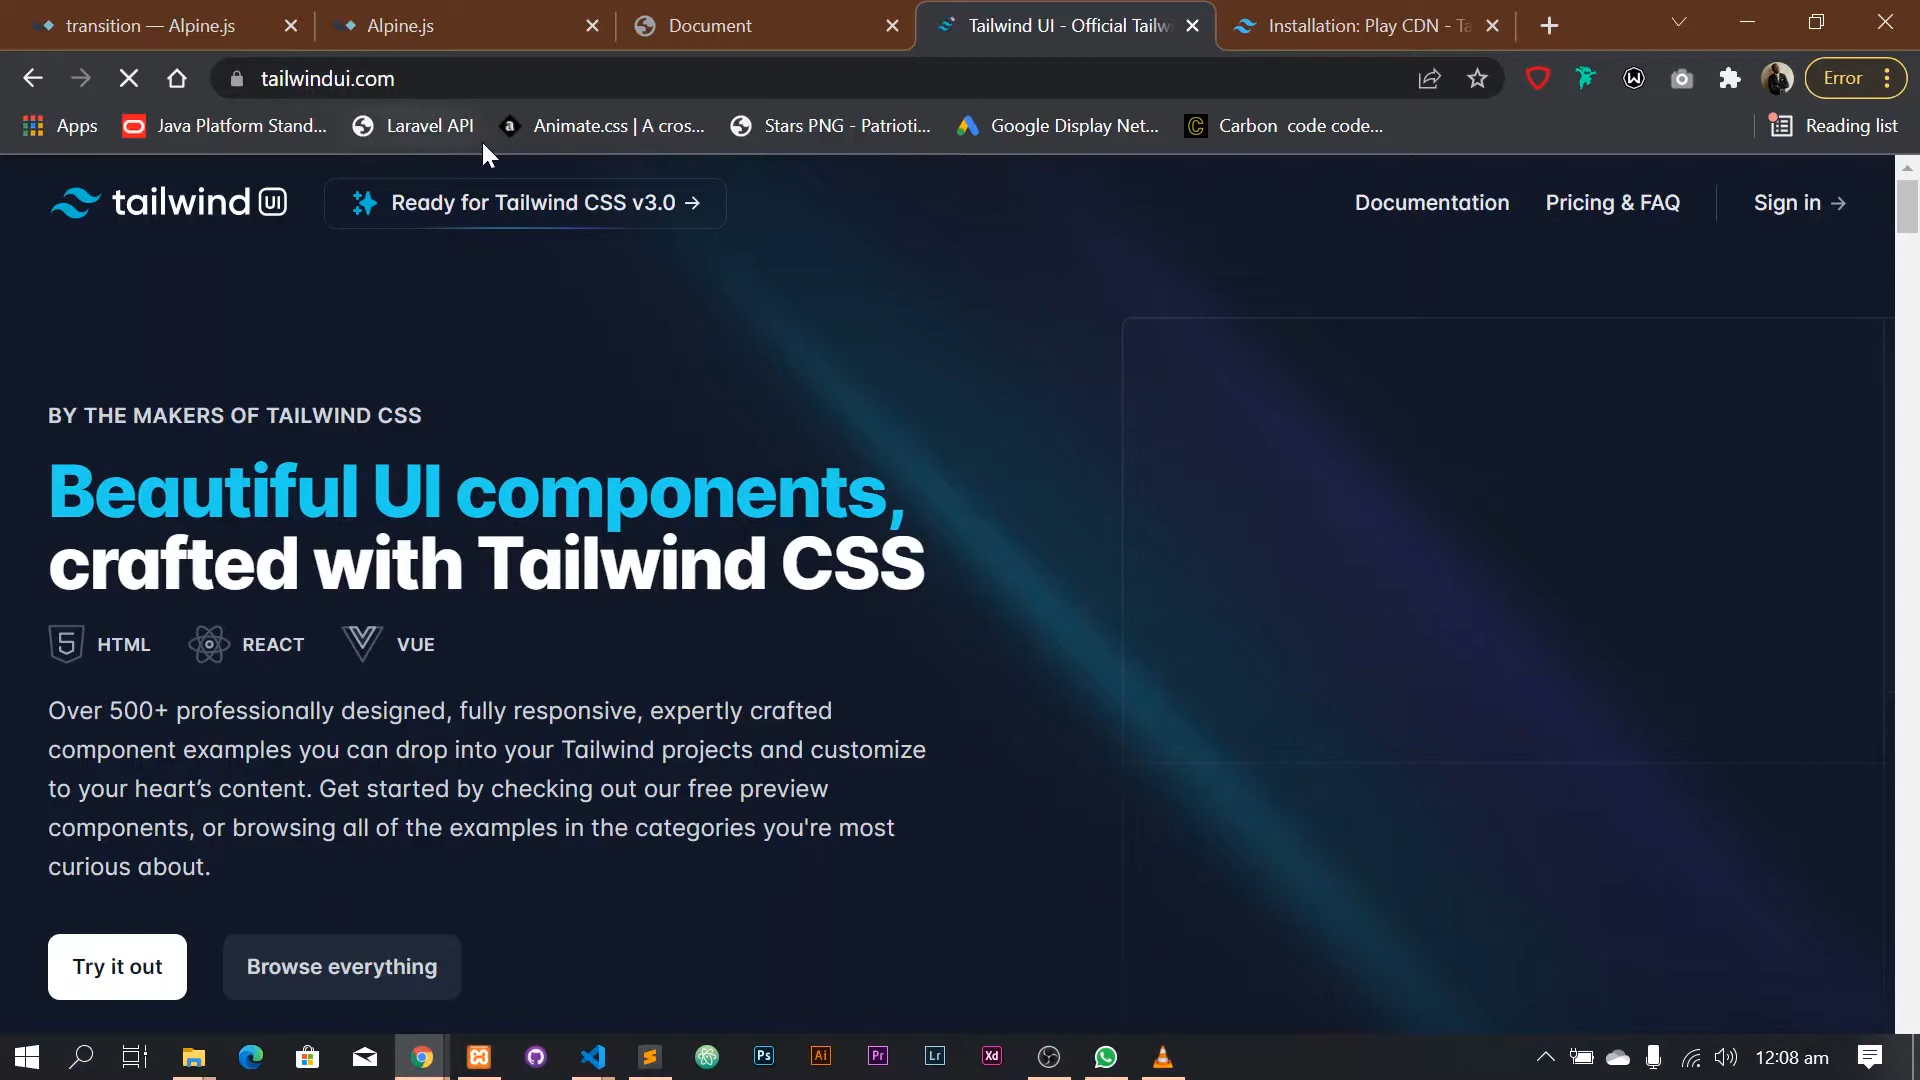 transition — Alpine.js
Alpine.js
Document
Tailwind UI - Official Tailw
Installation: Play CDN - Ta
tailwindui.com
Error
Apps
Java Platform Stand...
Laravel API
Animate.css | A cros...
Stars PNG - Patrioti...
Google Display Net...
Carbon code code...
Reading list
tailwind UI
Ready for Tailwind CSS v3.0 →
Documentation
Pricing & FAQ
Sign in →
BY THE MAKERS OF TAILWIND CSS
Beautiful UI components,
crafted with Tailwind CSS
5 HTML
REACT
VUE
Over 500+ professionally designed, fully responsive, expertly crafted
component examples you can drop into your Tailwind projects and customize
to your heart’s content. Get started by checking out our free preview
components, or browsing all of the examples in the categories you're most
curious about.
Try it out
Browse everything
Ps
Ai
Pr
Lr
Xd
12:08 am